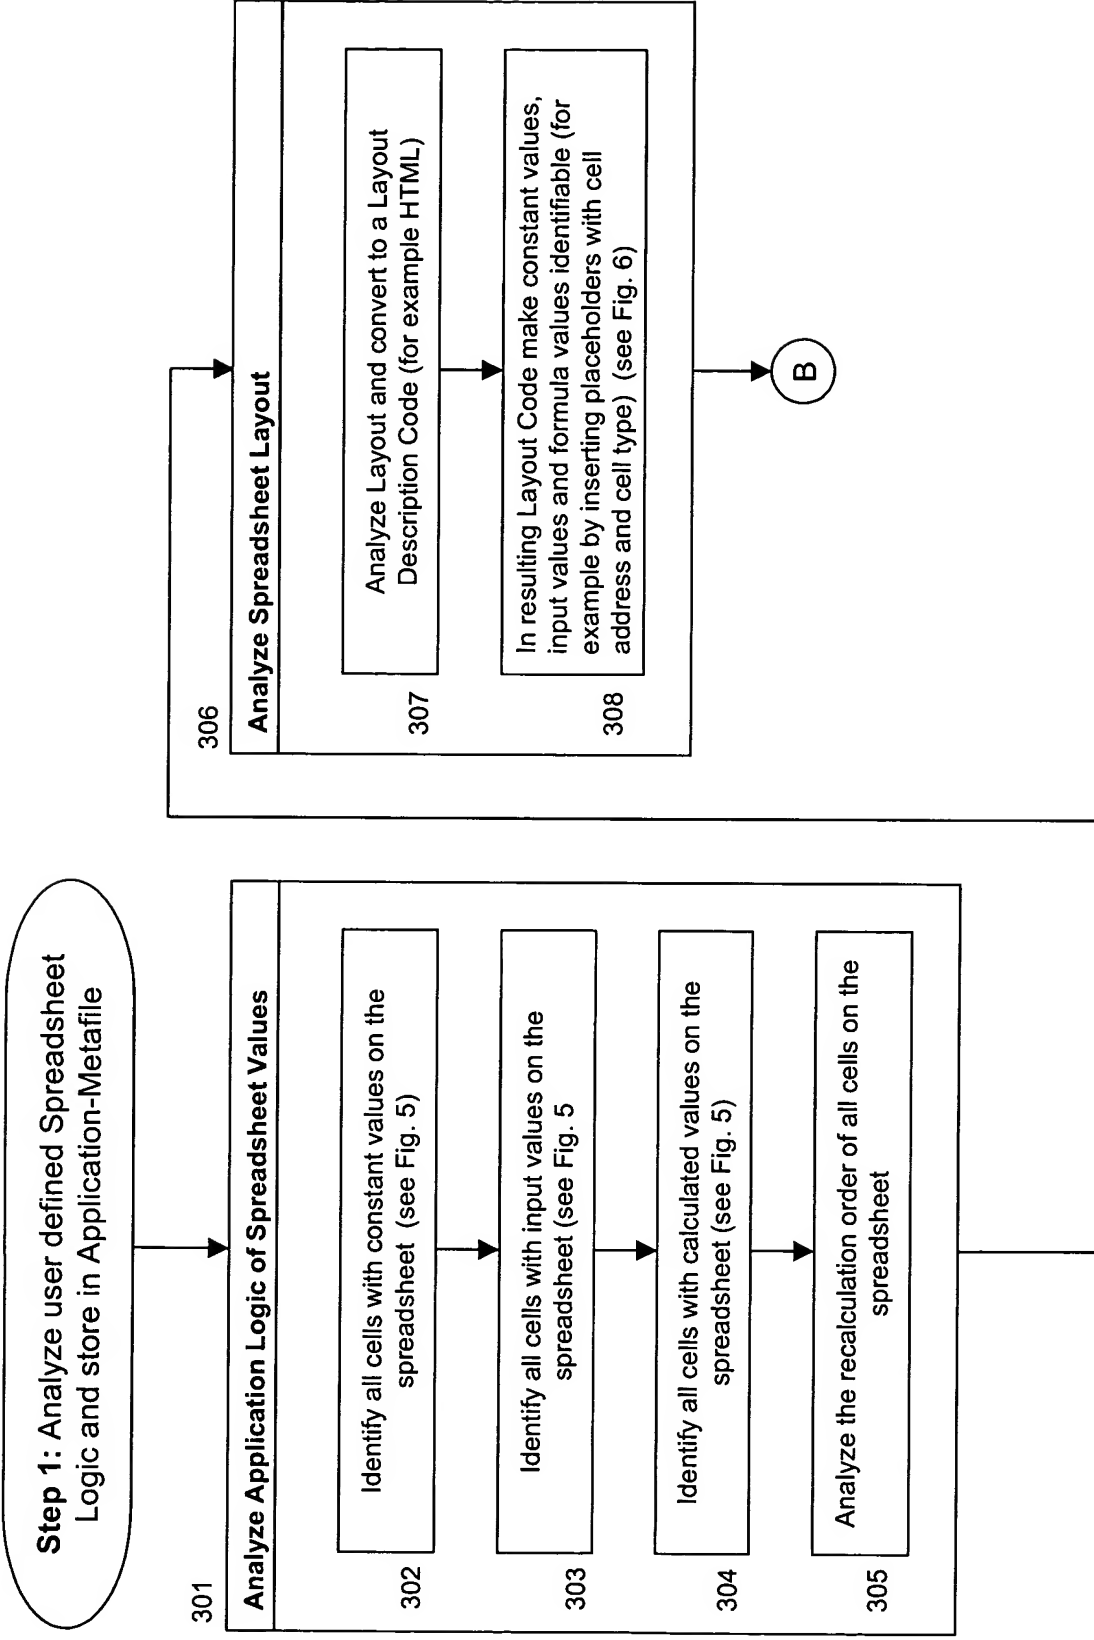 Step 1: Analyze user defined Spreadsheet
Logic and store in Application-Metafile
301
Analyze Application Logic of Spreadsheet Values
302
Identify all cells with constant values on the
spreadsheet (see Fig. 5)
303
Identify all cells with input values on the
spreadsheet (see Fig. 5
304
Identify all cells with calculated values on the
spreadsheet (see Fig. 5)
305
Analyze the recalculation order of all cells on the
spreadsheet
306
Analyze Spreadsheet Layout
307
Analyze Layout and convert to a Layout
Description Code (for example HTML)
308
In resulting Layout Code make constant values,
input values and formula values identifiable (for
example by inserting placeholders with cell
address and cell type) (see Fig. 6)
B